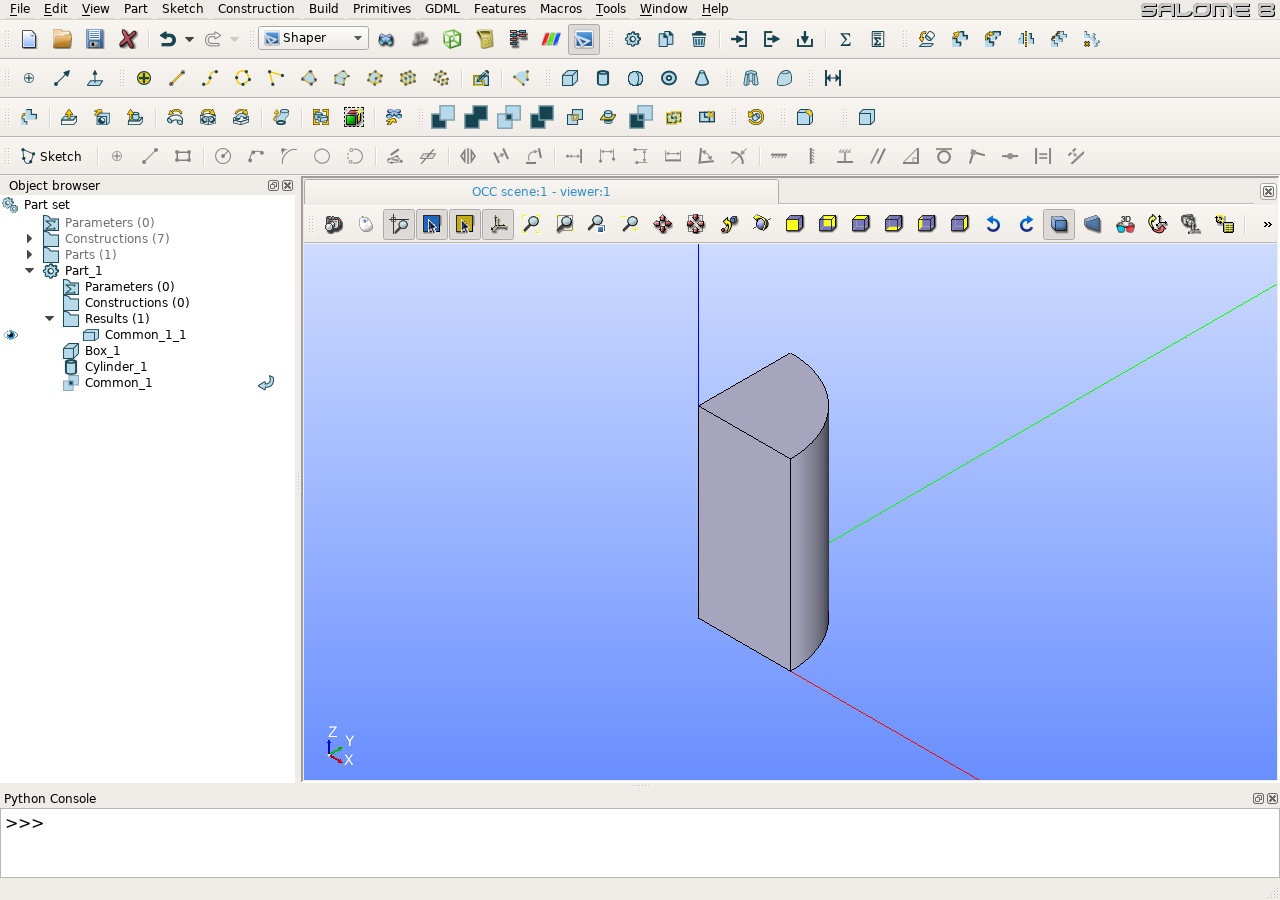 File Edit View Part Sketch Construction Build Primitives GDML Features Macros Tools Window Help SALOME 8
Shaper
Sketch
Object browser
OCC scene:1 - viewer:1
Part set
Parameters (0)
Constructions (7)
Parts (1)
Part_1
Parameters (0)
Constructions (0)
Results (1)
Common_1_1
Box_1
Cylinder_1
Common_1
3D
»
Z
Y
X
Python Console
>>>